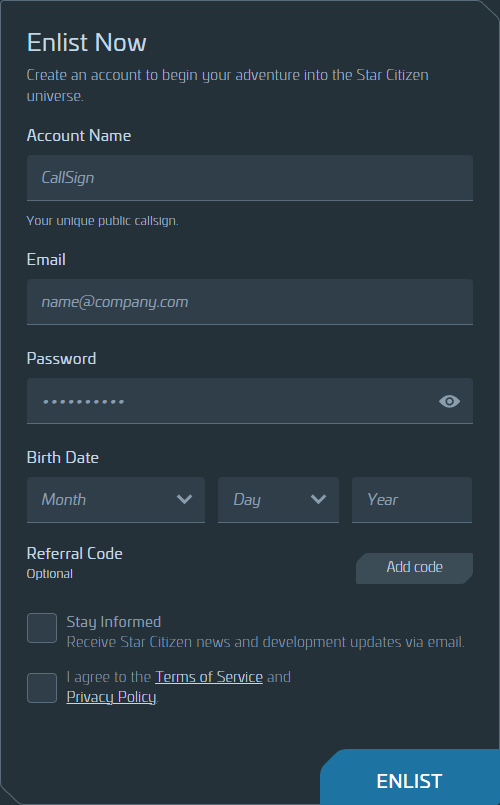 Enlist Now
Create an account to begin your adventure into the Star Citizen
universe.
Account Name
CallSign
Your unique public callsign.
Email
name@company.com
Password
••••••••••
Birth Date
Month Day Year
Referral Code
Optional
Add code
Stay Informed
Receive Star Citizen news and development updates via email.
I agree to the Terms of Service and
Privacy Policy.
ENLIST